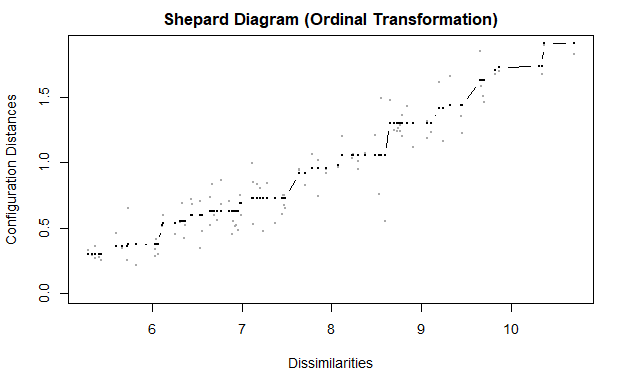 Shepard Diagram (Ordinal Transformation)
Configuration Distances
1.5
1.0
0.5
0.0
6 7 8 9 10
Dissimilarities